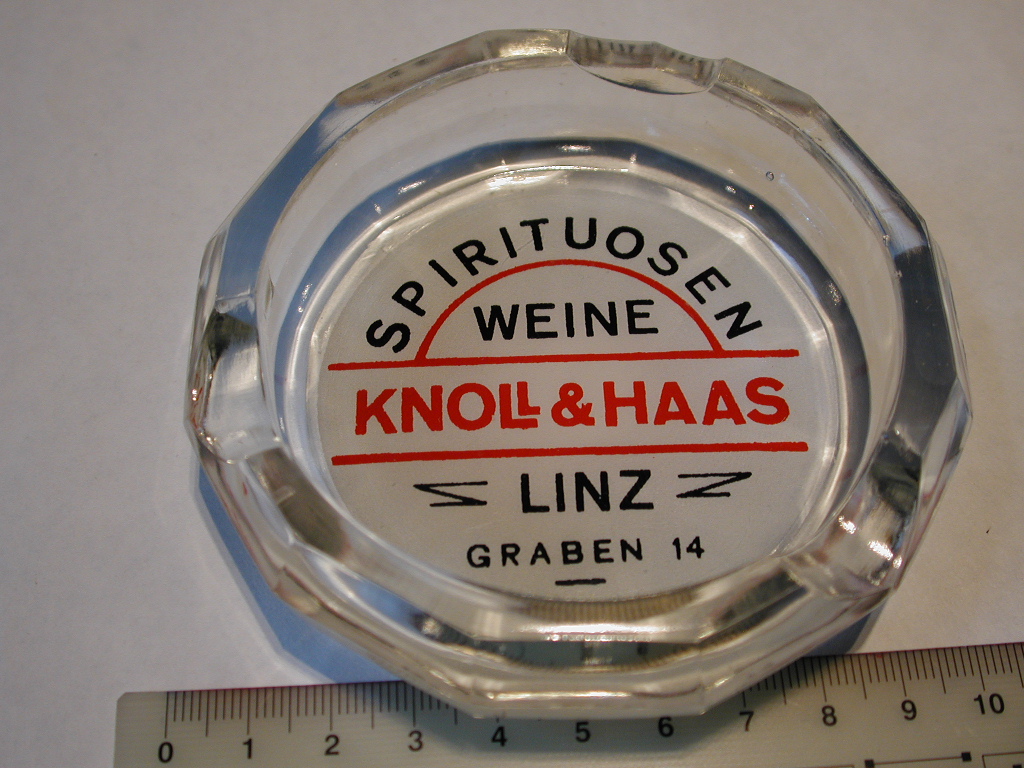 SPIRITUOSEN
WEINE
KNOLL & HAAS
LINZ
GRABEN 14
0 1 2 3 4 5 6 7 8 9 10